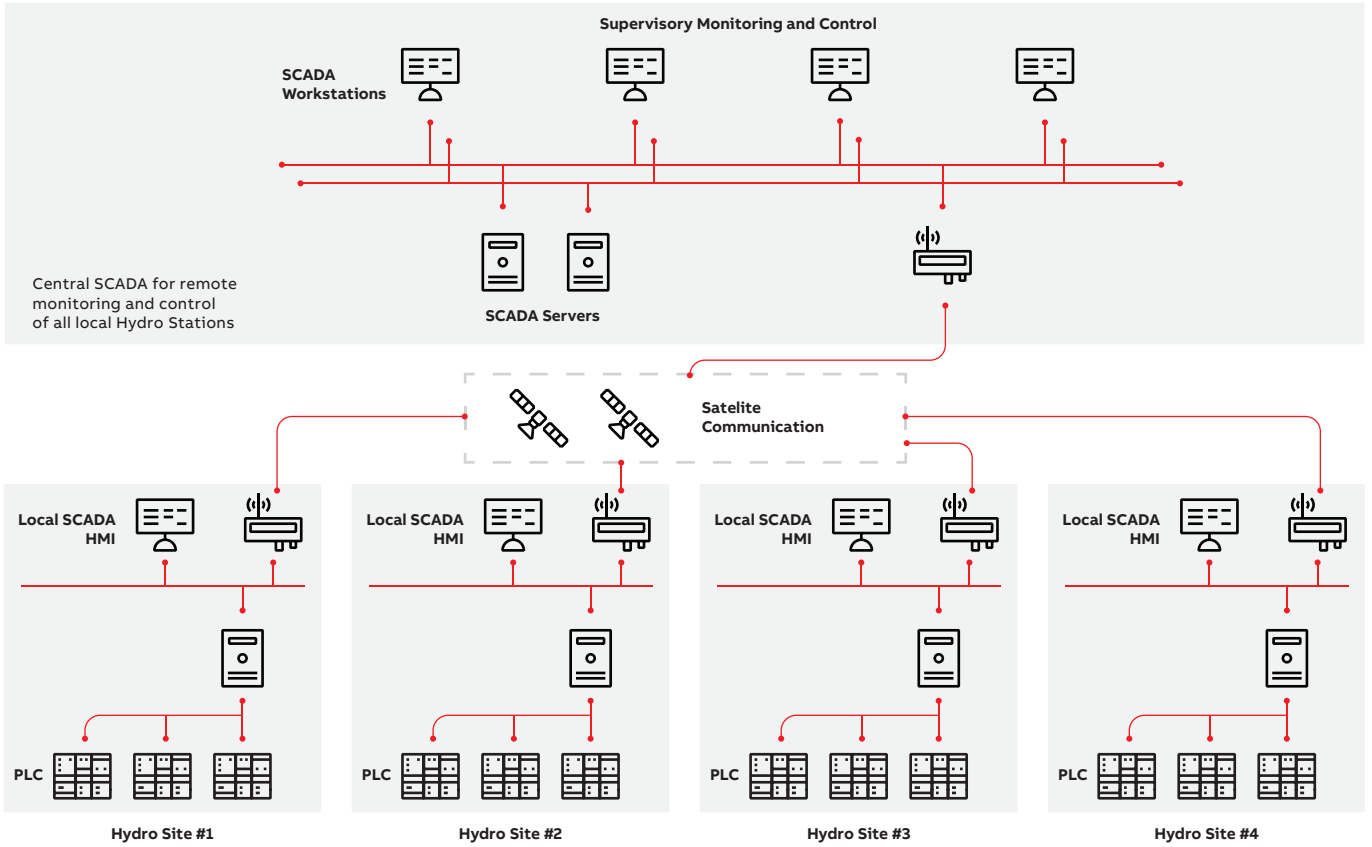 Supervisory Monitoring and Control
SCADA
Workstations
Central SCADA for remote
monitoring and control
of all local Hydro Stations
SCADA Servers
Satelite
Communication
Local SCADA
HMI
Local SCADA
HMI
Local SCADA
HMI
Local SCADA
HMI
PLC
PLC
PLC
PLC
Hydro Site #1
Hydro Site #2
Hydro Site #3
Hydro Site #4